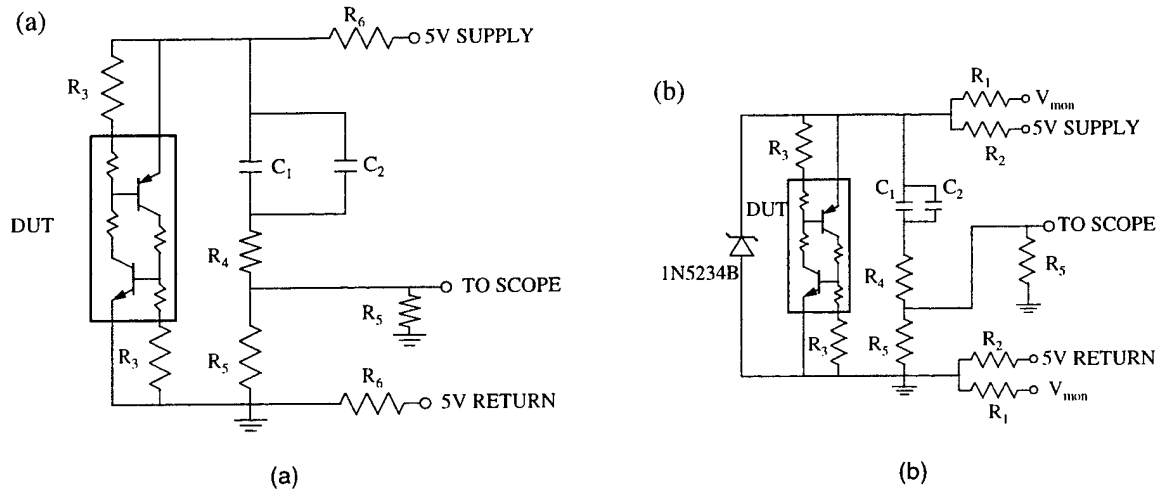 (a)
R6
5V SUPPLY
R3
C1
C2
DUT
R4
TO SCOPE
R5
R3
R5
R6
5V RETURN
(a)
(b)
R1
Vmon
5V SUPPLY
R2
R3
C1
C2
DUT
TO SCOPE
1N5234B
R4
R5
R3
R5
R2
5V RETURN
Vmon
R1
(b)